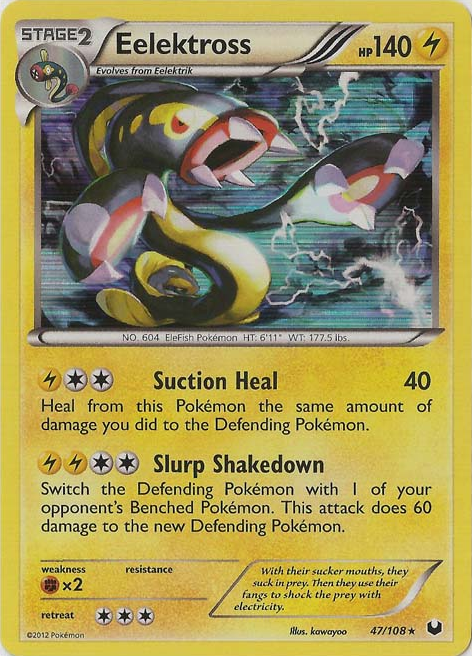 STAGE2
Eelektross
HP140
Evolves from Eelektrik
NO. 604 EleFish Pokémon HT: 6'11" WT: 177.5 lbs.
Suction Heal 40
Heal from this Pokémon the same amount of
damage you did to the Defending Pokémon.
Slurp Shakedown
Switch the Defending Pokémon with 1 of your
opponent's Benched Pokémon. This attack does 60
damage to the new Defending Pokémon.
weakness
resistance
×2
retreat
With their sucker mouths, they
suck in prey. Then they use their
fangs to shock the prey with
electricity.
©2012 Pokémon
Illus. kawayoo
47/108★